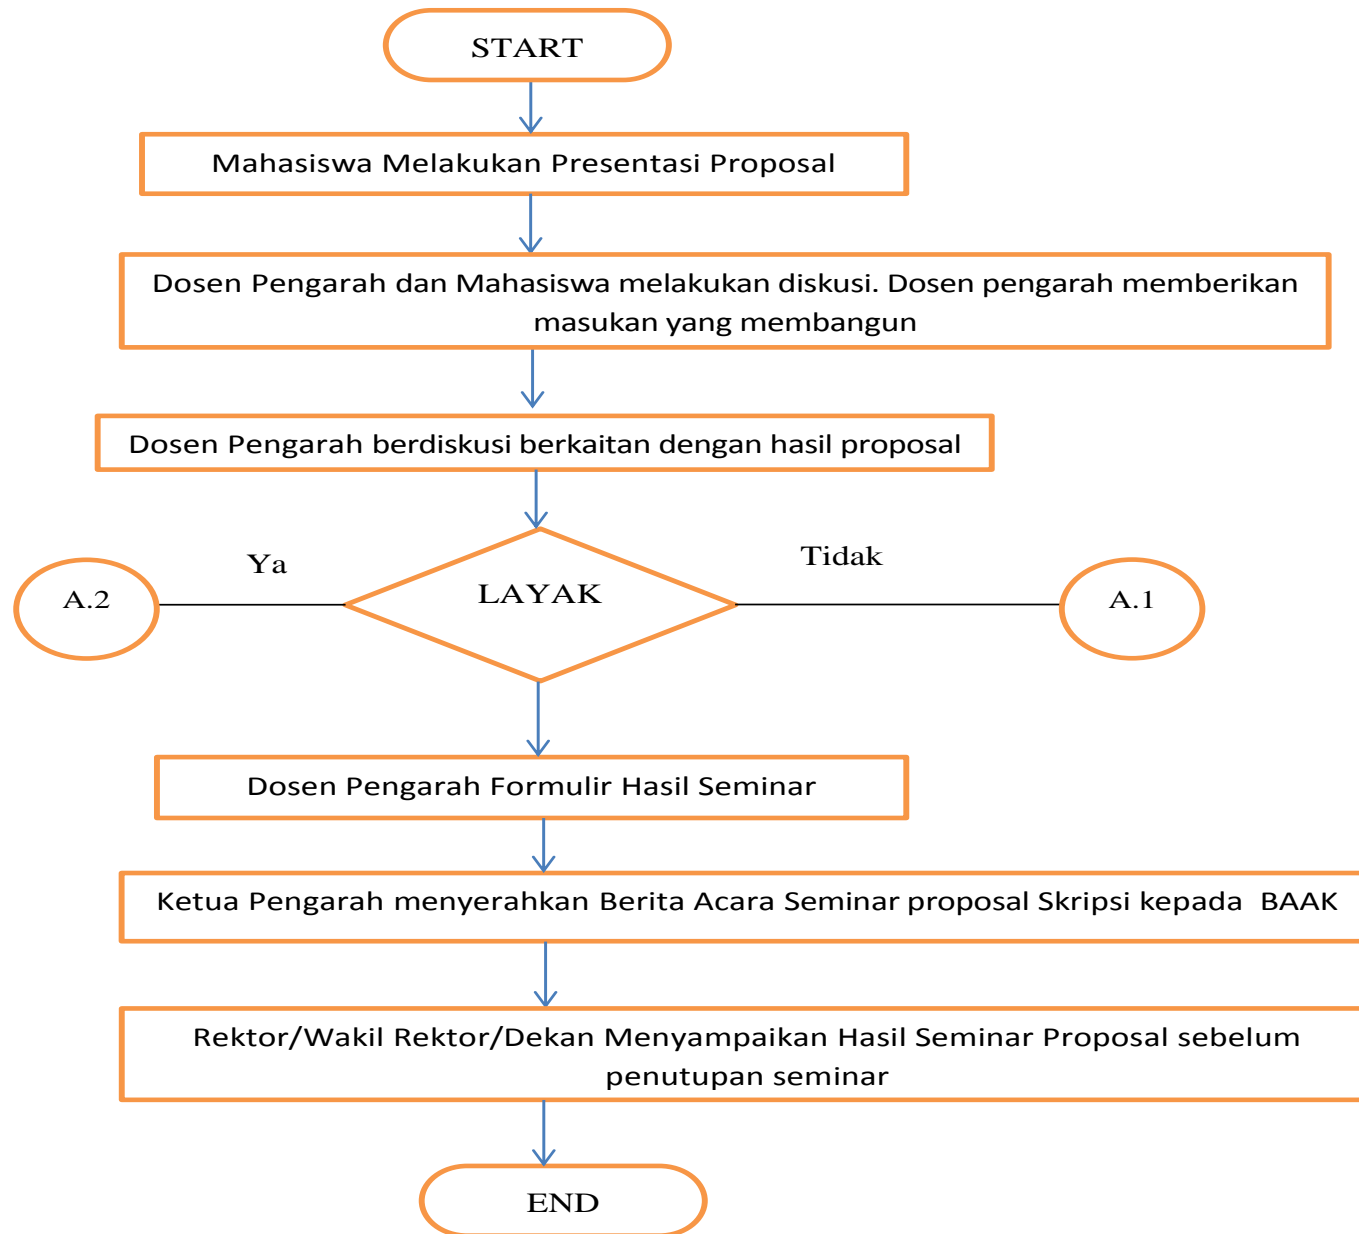 START
Mahasiswa Melakukan Presentasi Proposal
Dosen Pengarah dan Mahasiswa melakukan diskusi. Dosen pengarah memberikan
masukan yang membangun
Dosen Pengarah berdiskusi berkaitan dengan hasil proposal
Ya
Tidak
A.2
LAYAK
A.1
Dosen Pengarah Formulir Hasil Seminar
Ketua Pengarah menyerahkan Berita Acara Seminar proposal Skripsi kepada BAAK
Rektor/Wakil Rektor/Dekan Menyampaikan Hasil Seminar Proposal sebelum
penutupan seminar
END